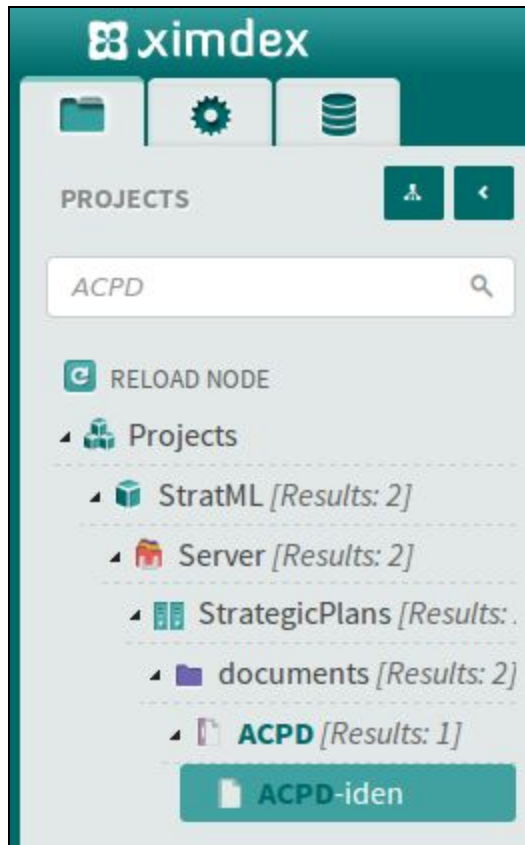 ximdex
PROJECTS
ACPD
RELOAD NODE
Projects
StratML [Results: 2]
Server [Results: 2]
StrategicPlans [Results:
documents [Results: 2]
ACPD [Results: 1]
ACPD-iden